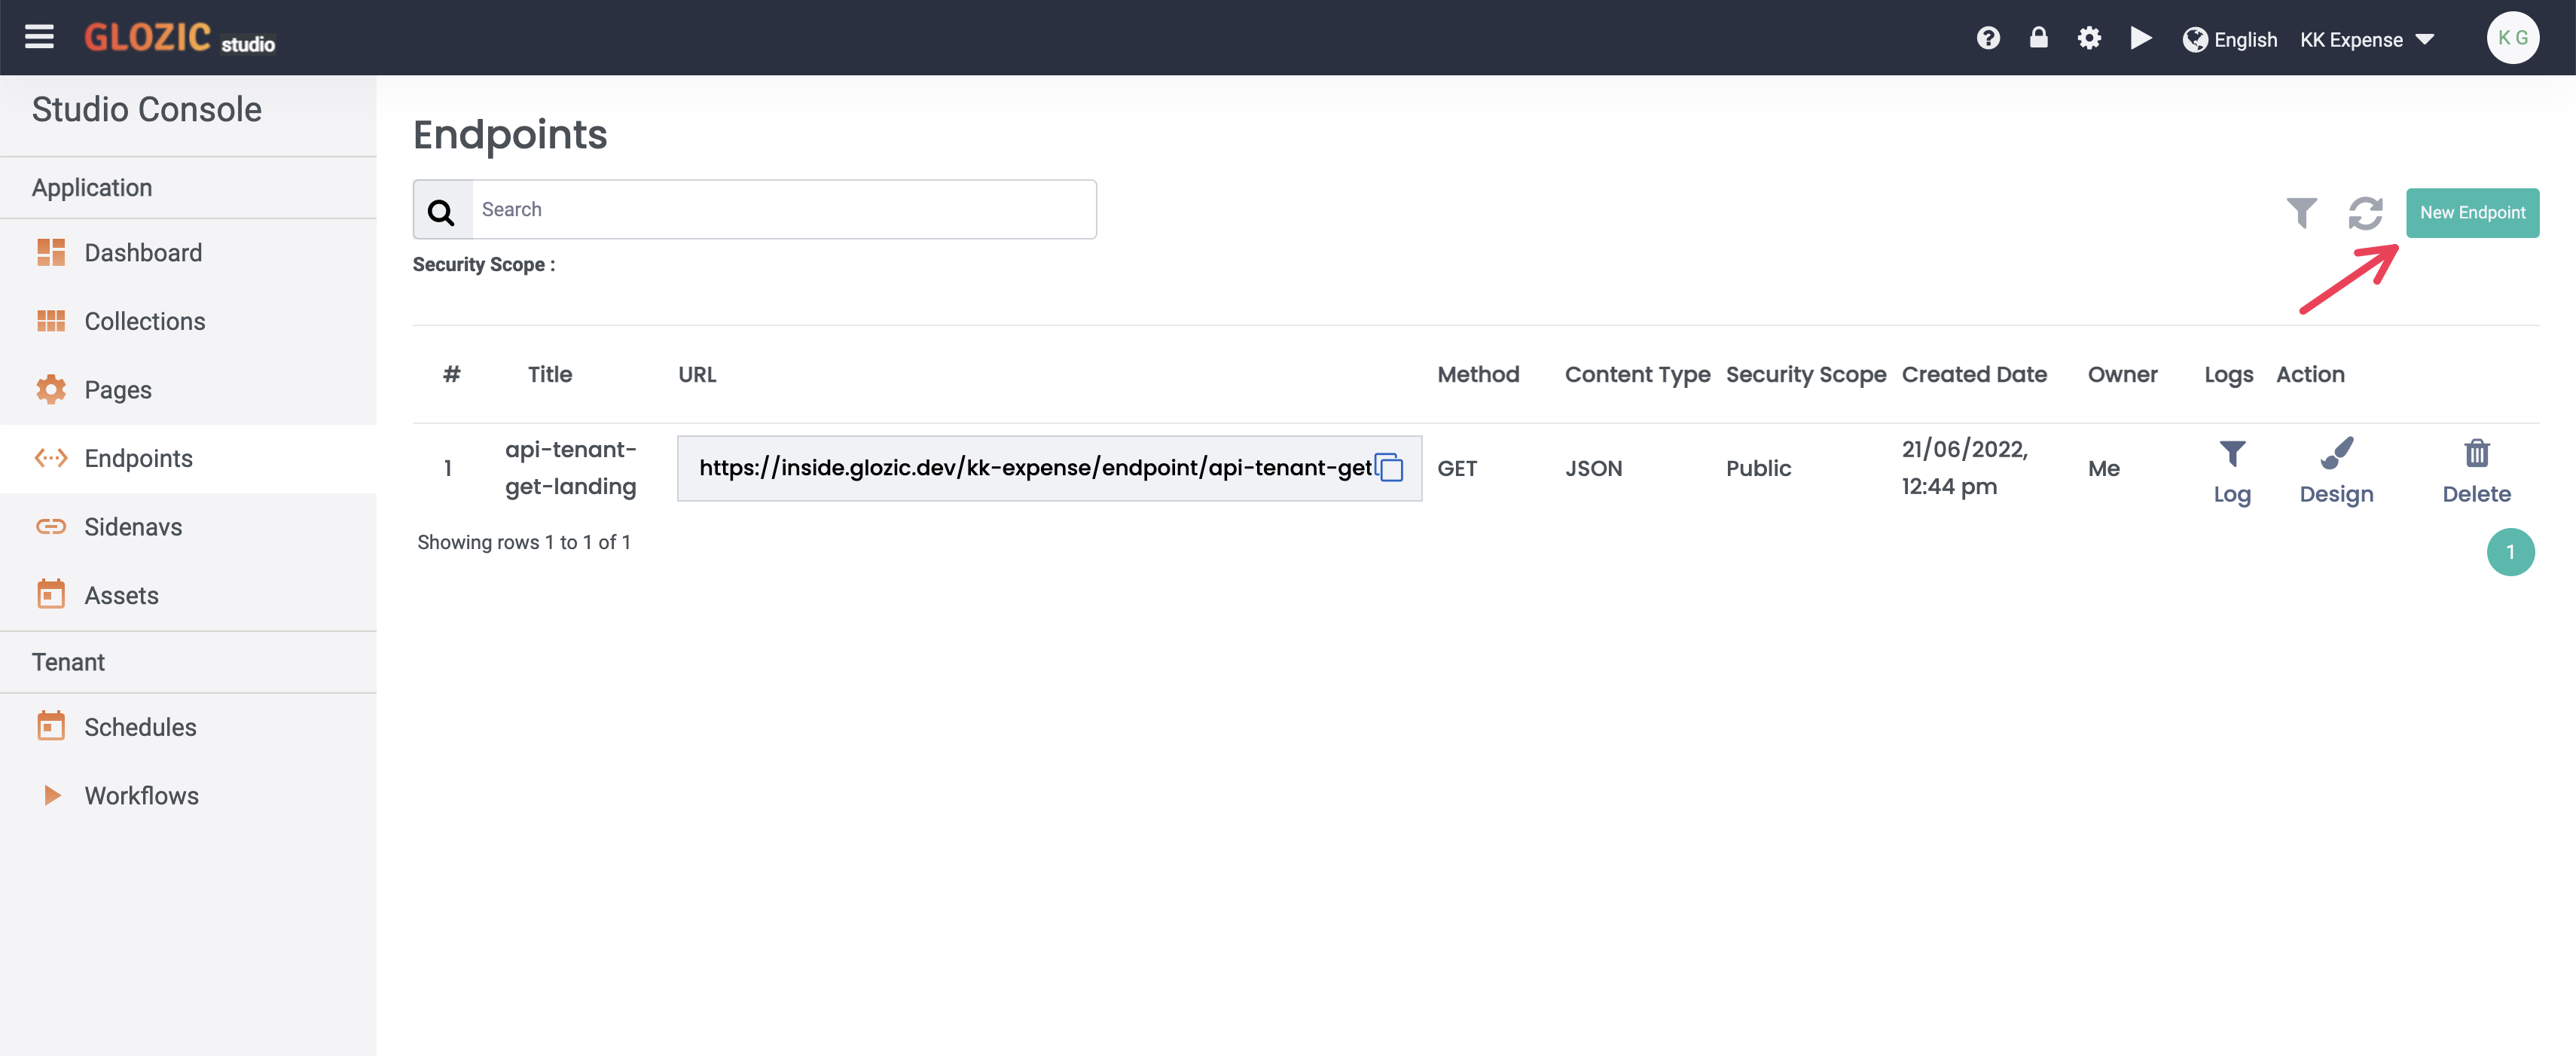 GLOZIC studio
English
KK Expense
K G
Studio Console
Application
Dashboard
Collections
Pages
Endpoints
Sidenavs
Assets
Tenant
Schedules
Workflows
Endpoints
Search
New Endpoint
Security Scope :
# Title URL Method Content Type Security Scope Created Date Owner Logs Action
1
api-tenant-
get-landing
https://inside.glozic.dev/kk-expense/endpoint/api-tenant-get
GET
JSON
Public
21/06/2022,
12:44 pm
Me
Log
Design
Delete
Showing rows 1 to 1 of 1
1